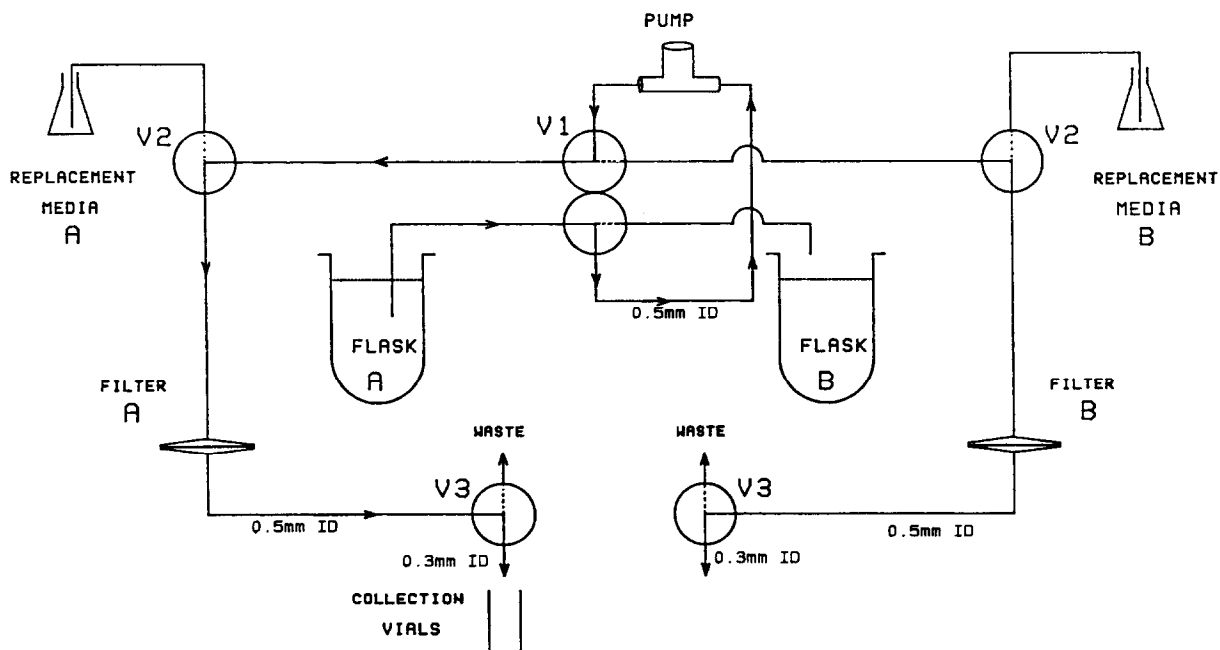 PUMP
V1
V2
V2
REPLACEMENT
MEDIA
A
REPLACEMENT
MEDIA
B
0.5mm ID
FLASK
A
FLASK
B
FILTER
A
FILTER
B
WASTE
WASTE
V3
V3
0.5mm ID
0.5mm ID
0.3mm ID
0.3mm ID
COLLECTION
VIALS